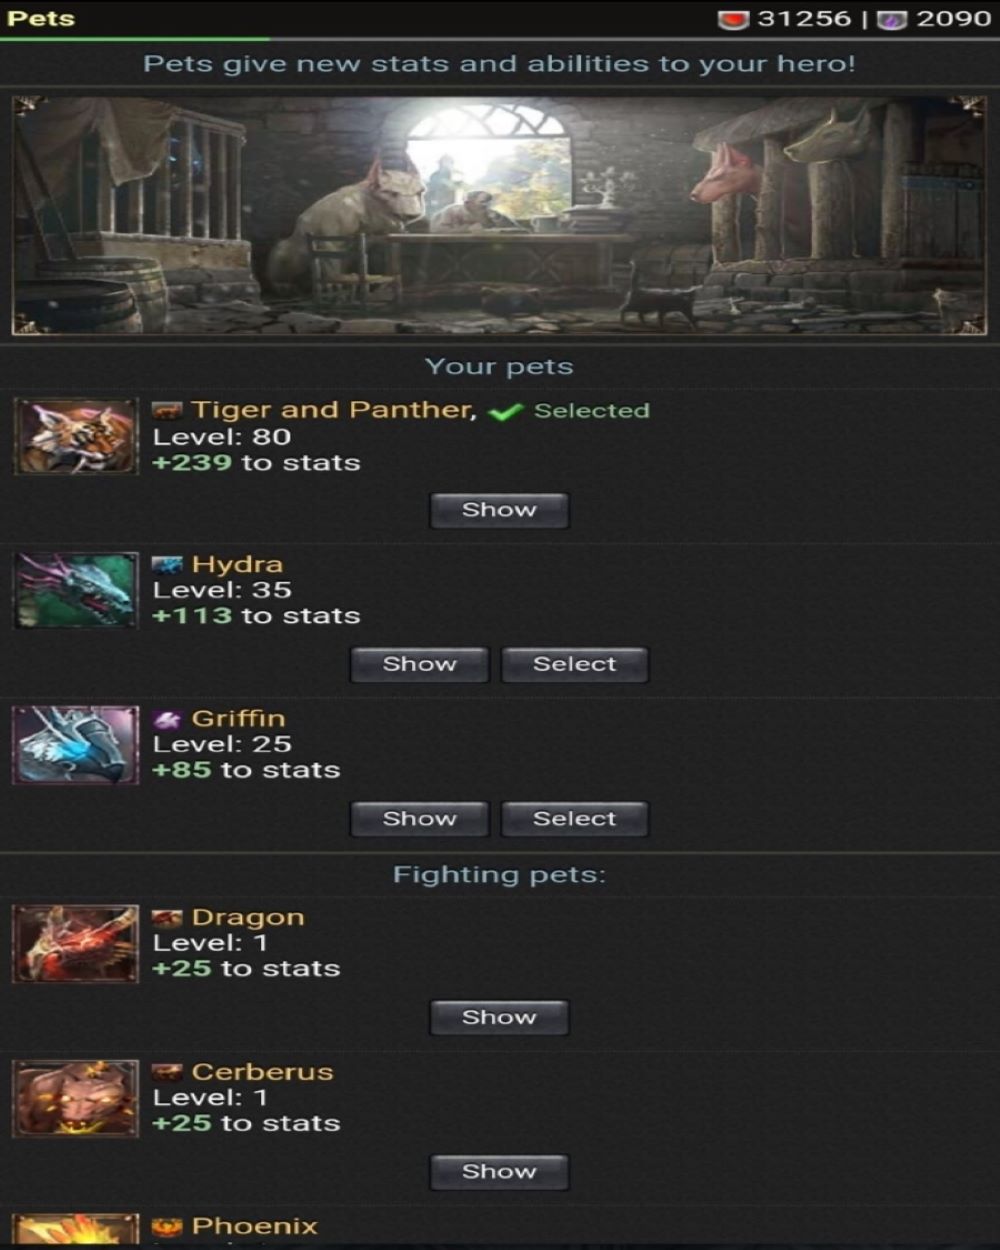 Pets 31256 | 2090
Pets give new stats and abilities to your hero!
Your pets
Tiger and Panther, Selected
Level: 80
+239 to stats
Show
Hydra
Level: 35
+113 to stats
Show Select
Griffin
Level: 25
+85 to stats
Show Select
Fighting pets:
Dragon
Level: 1
+25 to stats
Show
Cerberus
Level: 1
+25 to stats
Show
Phoenix